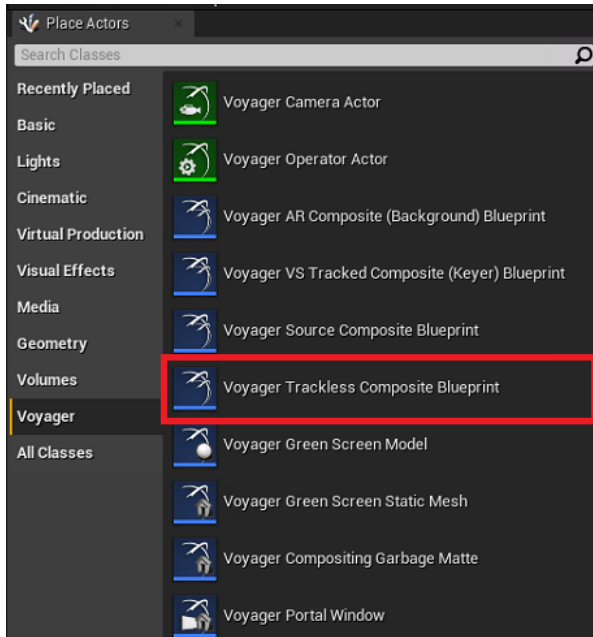 Place Actors
Search Classes
Recently Placed
Basic
Lights
Cinematic
Virtual Production
Visual Effects
Media
Geometry
Volumes
Voyager
All Classes
Voyager Camera Actor
Voyager Operator Actor
Voyager AR Composite (Background) Blueprint
Voyager VS Tracked Composite (Keyer) Blueprint
Voyager Source Composite Blueprint
Voyager Trackless Composite Blueprint
Voyager Green Screen Model
Voyager Green Screen Static Mesh
Voyager Compositing Garbage Matte
Voyager Portal Window